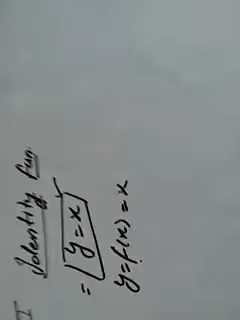 I Identity fun.
= y=x
y=f(x)=x